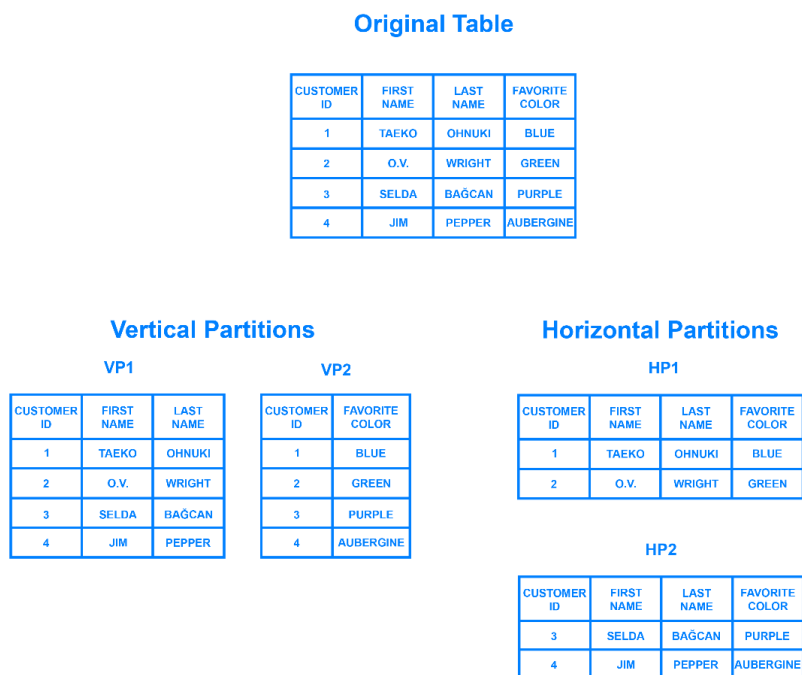 Original Table
CUSTOMER ID FIRST NAME LAST NAME FAVORITE COLOR
1 TAEKO OHNUKI BLUE
2 O.V. WRIGHT GREEN
3 SELDA BAĞCAN PURPLE
4 JIM PEPPER AUBERGINE
Vertical Partitions
VP1
CUSTOMER ID FIRST NAME LAST NAME
1 TAEKO OHNUKI
2 O.V. WRIGHT
3 SELDA BAĞCAN
4 JIM PEPPER
VP2
CUSTOMER ID FAVORITE COLOR
1 BLUE
2 GREEN
3 PURPLE
4 AUBERGINE
Horizontal Partitions
HP1
CUSTOMER ID FIRST NAME LAST NAME FAVORITE COLOR
1 TAEKO OHNUKI BLUE
2 O.V. WRIGHT GREEN
HP2
CUSTOMER ID FIRST NAME LAST NAME FAVORITE COLOR
3 SELDA BAĞCAN PURPLE
4 JIM PEPPER AUBERGINE